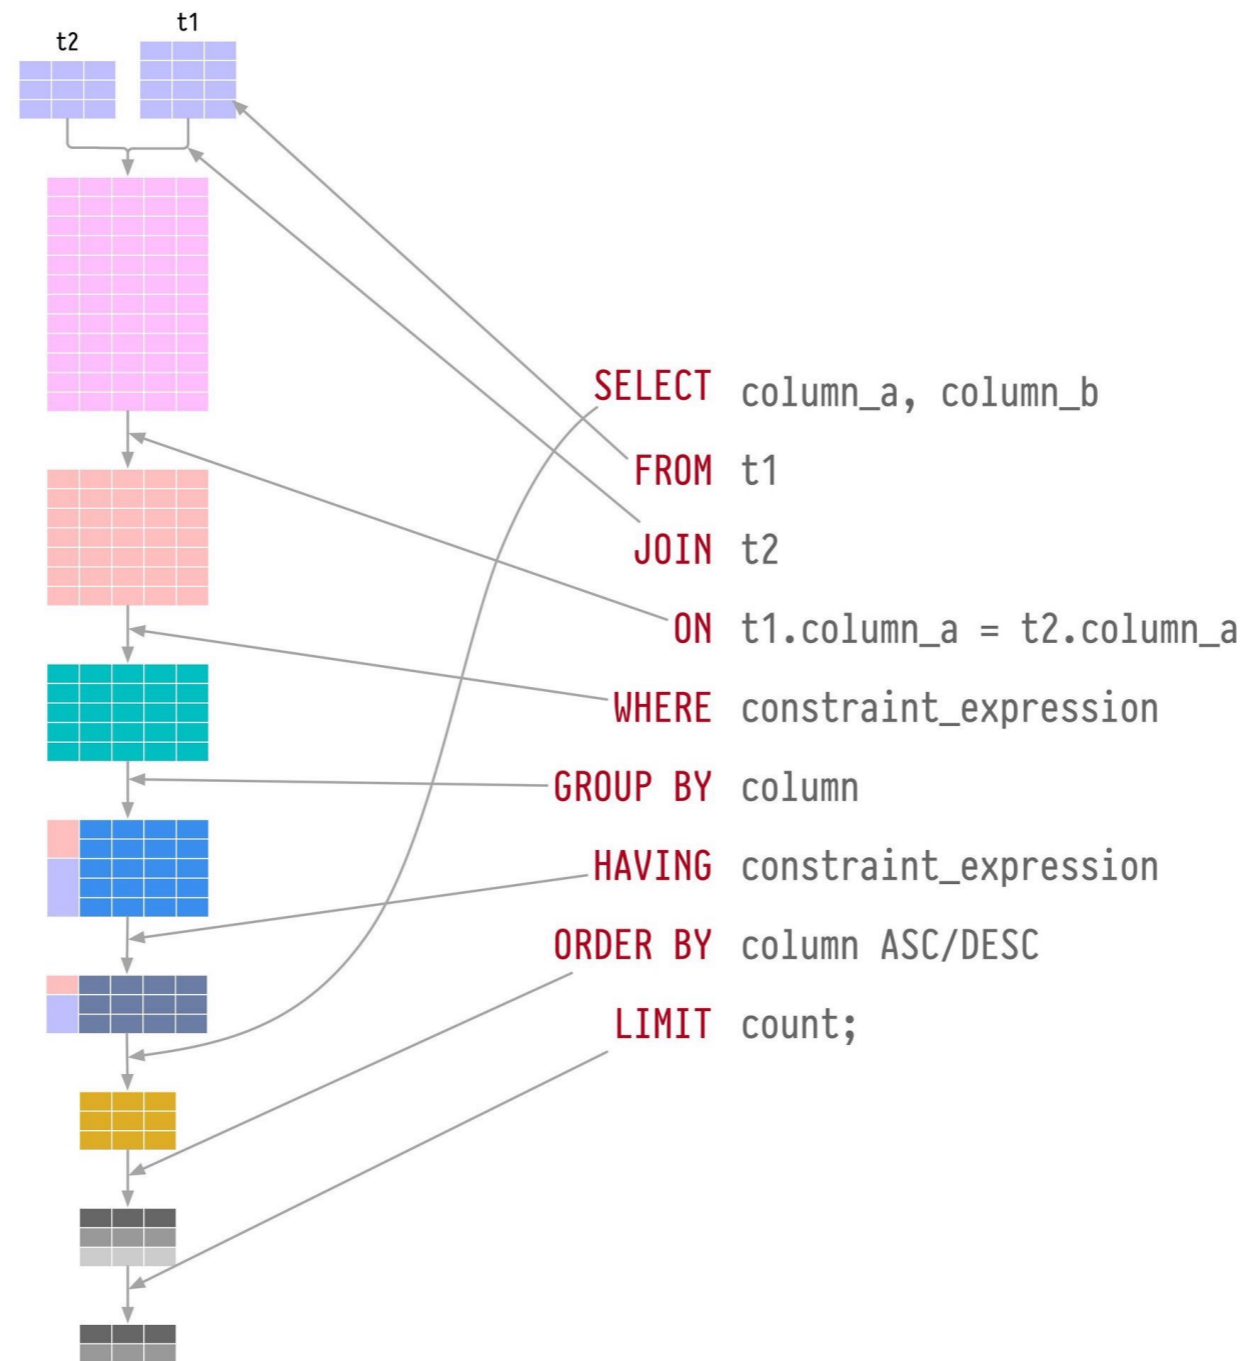 t2
t1
SELECT column_a, column_b
FROM t1
JOIN t2
ON t1.column_a = t2.column_a
WHERE constraint_expression
GROUP BY column
HAVING constraint_expression
ORDER BY column ASC/DESC
LIMIT count;